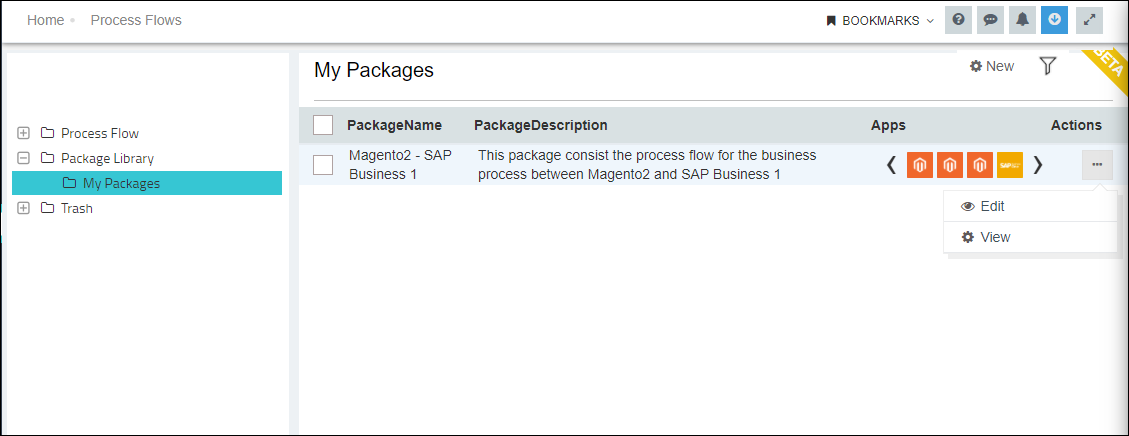 Home Process Flows
BOOKMARKS
My Packages
New
BETA
Process Flow
Package Library
My Packages
Trash
PackageName PackageDescription Apps Actions
Magento2 - SAP
Business 1
This package consist the process flow for the business
process between Magento2 and SAP Business 1
SAP
Edit
View